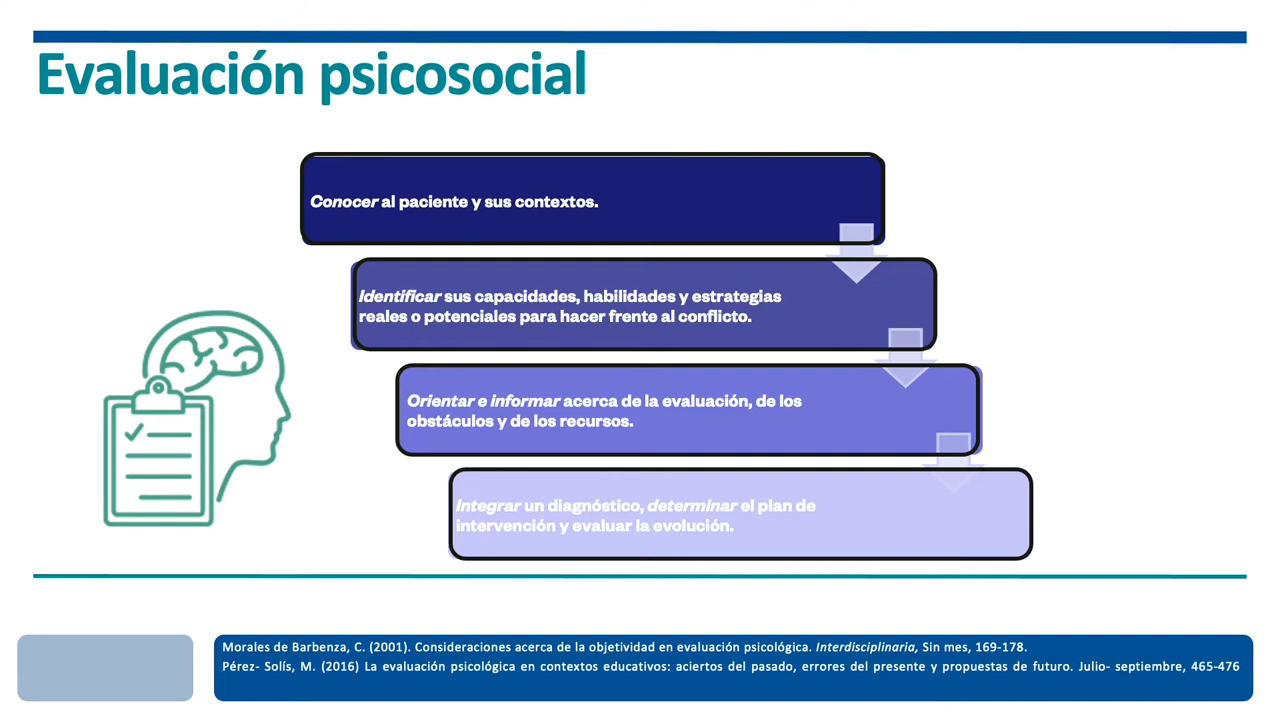 Evaluación psicosocial
Conocer al paciente y sus contextos.
Identificar sus capacidades, habilidades y estrategias
reales o potenciales para hacer frente al conflicto.
Orientar e informar acerca de la evaluación, de los
obstáculos y de los recursos.
Integrar un diagnóstico, determinar el plan de
intervención y evaluar la evolución.
Morales de Barbenza, C. (2001). Consideraciones acerca de la objetividad en evaluación psicológica. Interdisciplinaria, Sin mes, 169-178.
Pérez- Solís, M. (2016) La evaluación psicológica en contextos educativos: aciertos del pasado, errores del presente y propuestas de futuro. Julio- septiembre, 465-476